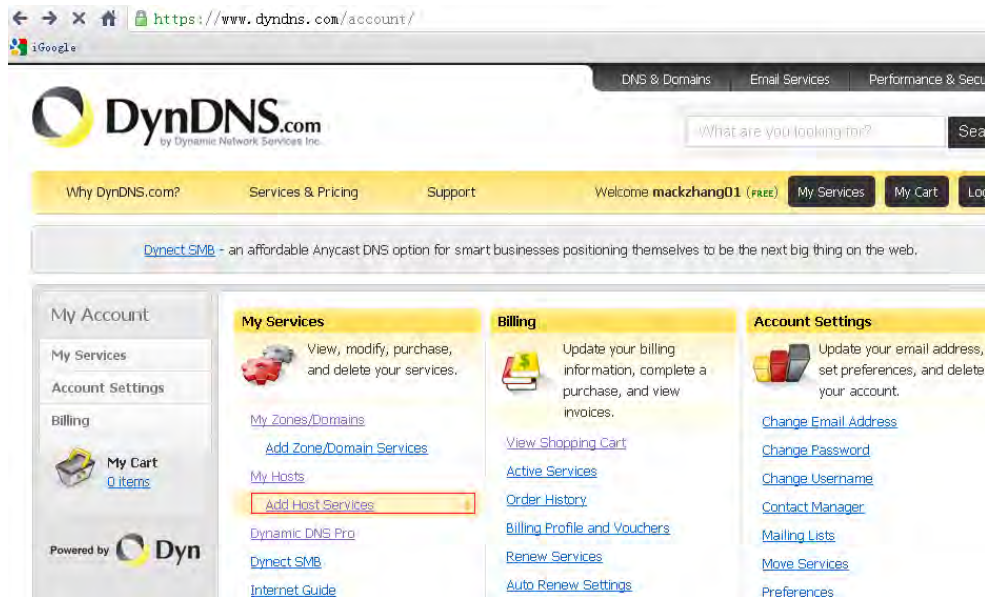 https://www.dyndns.com/account/
iGoogle
DNS & Domains Email Services Performance &
DynDNS.com
by Dynamic Network Services Inc.
What are you looking for?
Why DynDNS.com? Services & Pricing Support Welcome mackzhang01 (FREE) My Services My Cart
Dynect SMB - an affordable Anycast DNS option for smart businesses positioning themselves to be the next big thing on the web.
My Account
My Services
Account Settings
Billing
My Cart
0 items
Powered by Dyn
My Services
View, modify, purchase,
and delete your services.
My Zones/Domains
Add Zone/Domain Services
My Hosts
Add Host Services
Dynamic DNS Pro
Dynect SMB
Internet Guide
Billing
Update your billing
information, complete a
purchase, and view
invoices.
View Shopping Cart
Active Services
Order History
Billing Profile and Vouchers
Renew Services
Auto Renew Settings
Account Settings
Update your email address,
set preferences, and delete
your account.
Change Email Address
Change Password
Change Username
Contact Manager
Mailing Lists
Move Services
Preferences